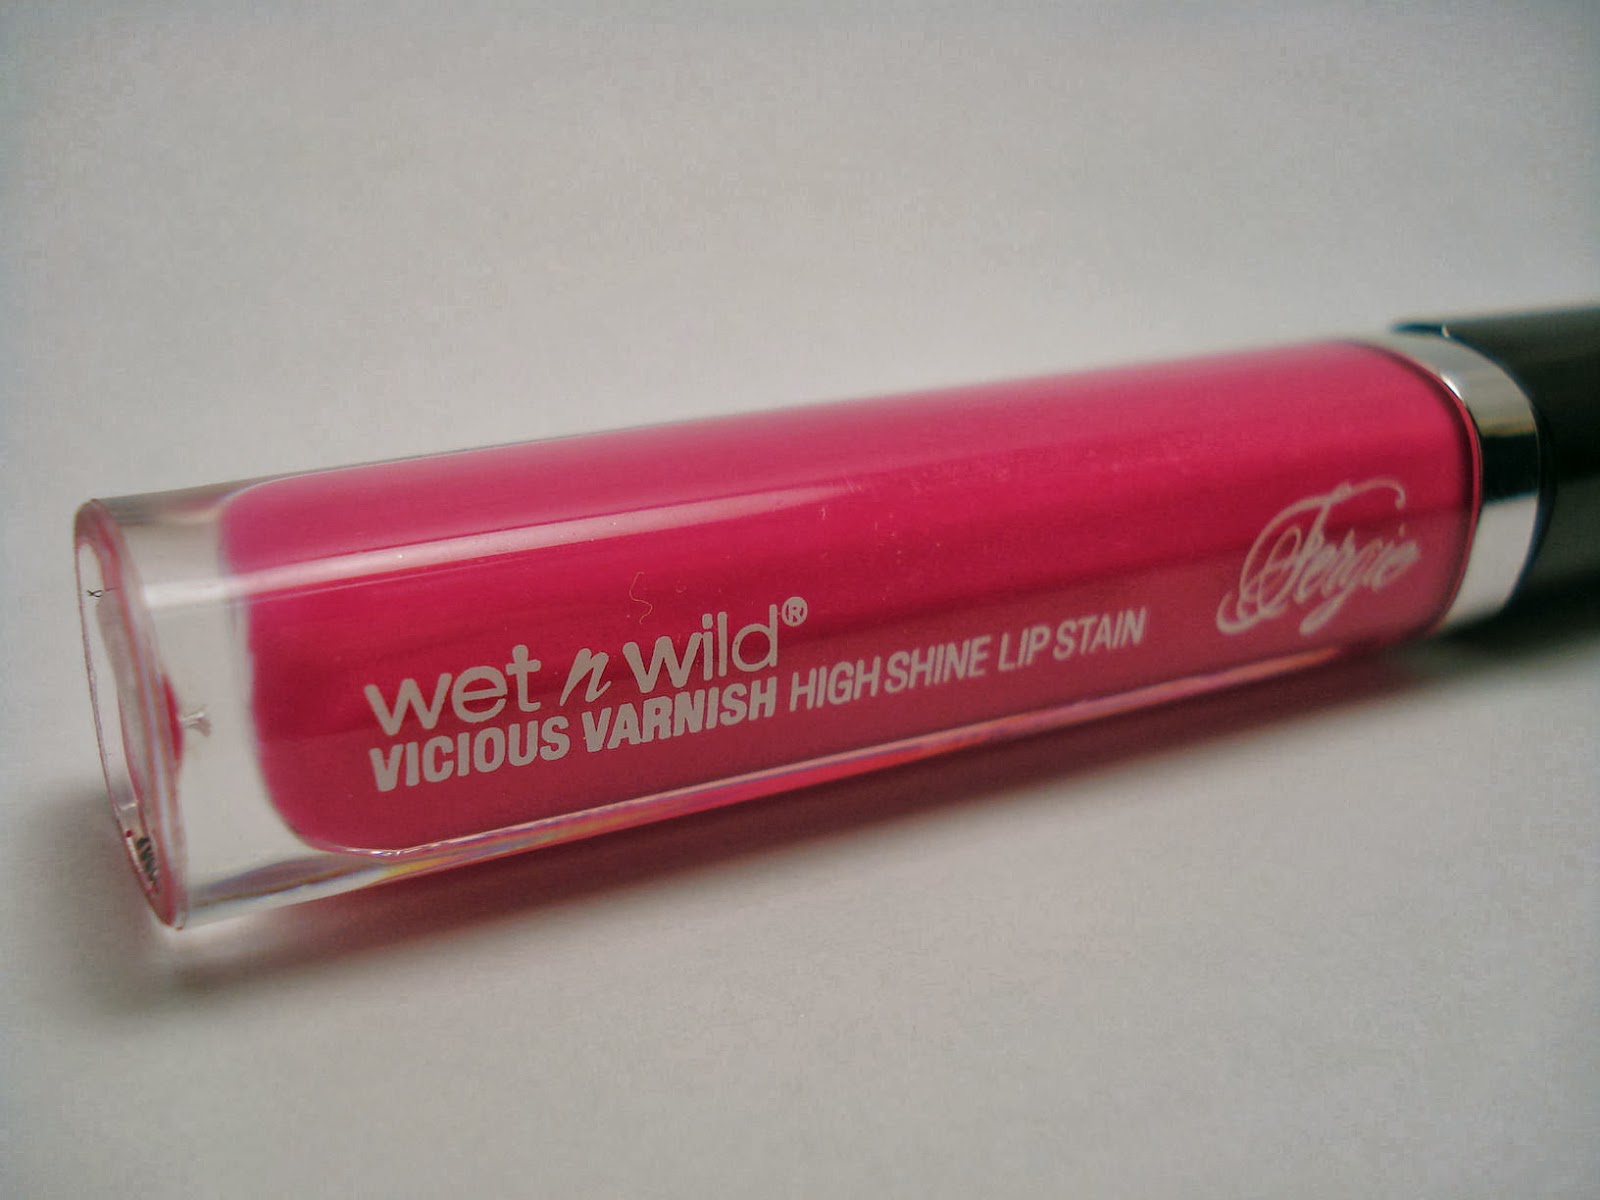 wet n wild®
VICIOUS VARNISH HIGH SHINE LIP STAIN
Fergie